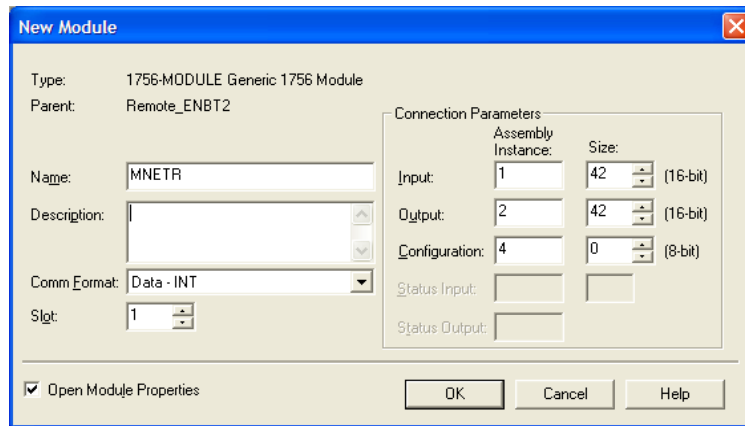 New Module
Type: 1756-MODULE Generic 1756 Module
Parent: Remote_ENBT2
Connection Parameters
Assembly Instance: Size:
Name: MNETR
Input: 1 42 (16-bit)
Description:
Output: 2 42 (16-bit)
Configuration: 4 0 (8-bit)
Comm Format: Data - INT
Status Input:
Slot: 1
Status Output:
Open Module Properties
OK Cancel Help